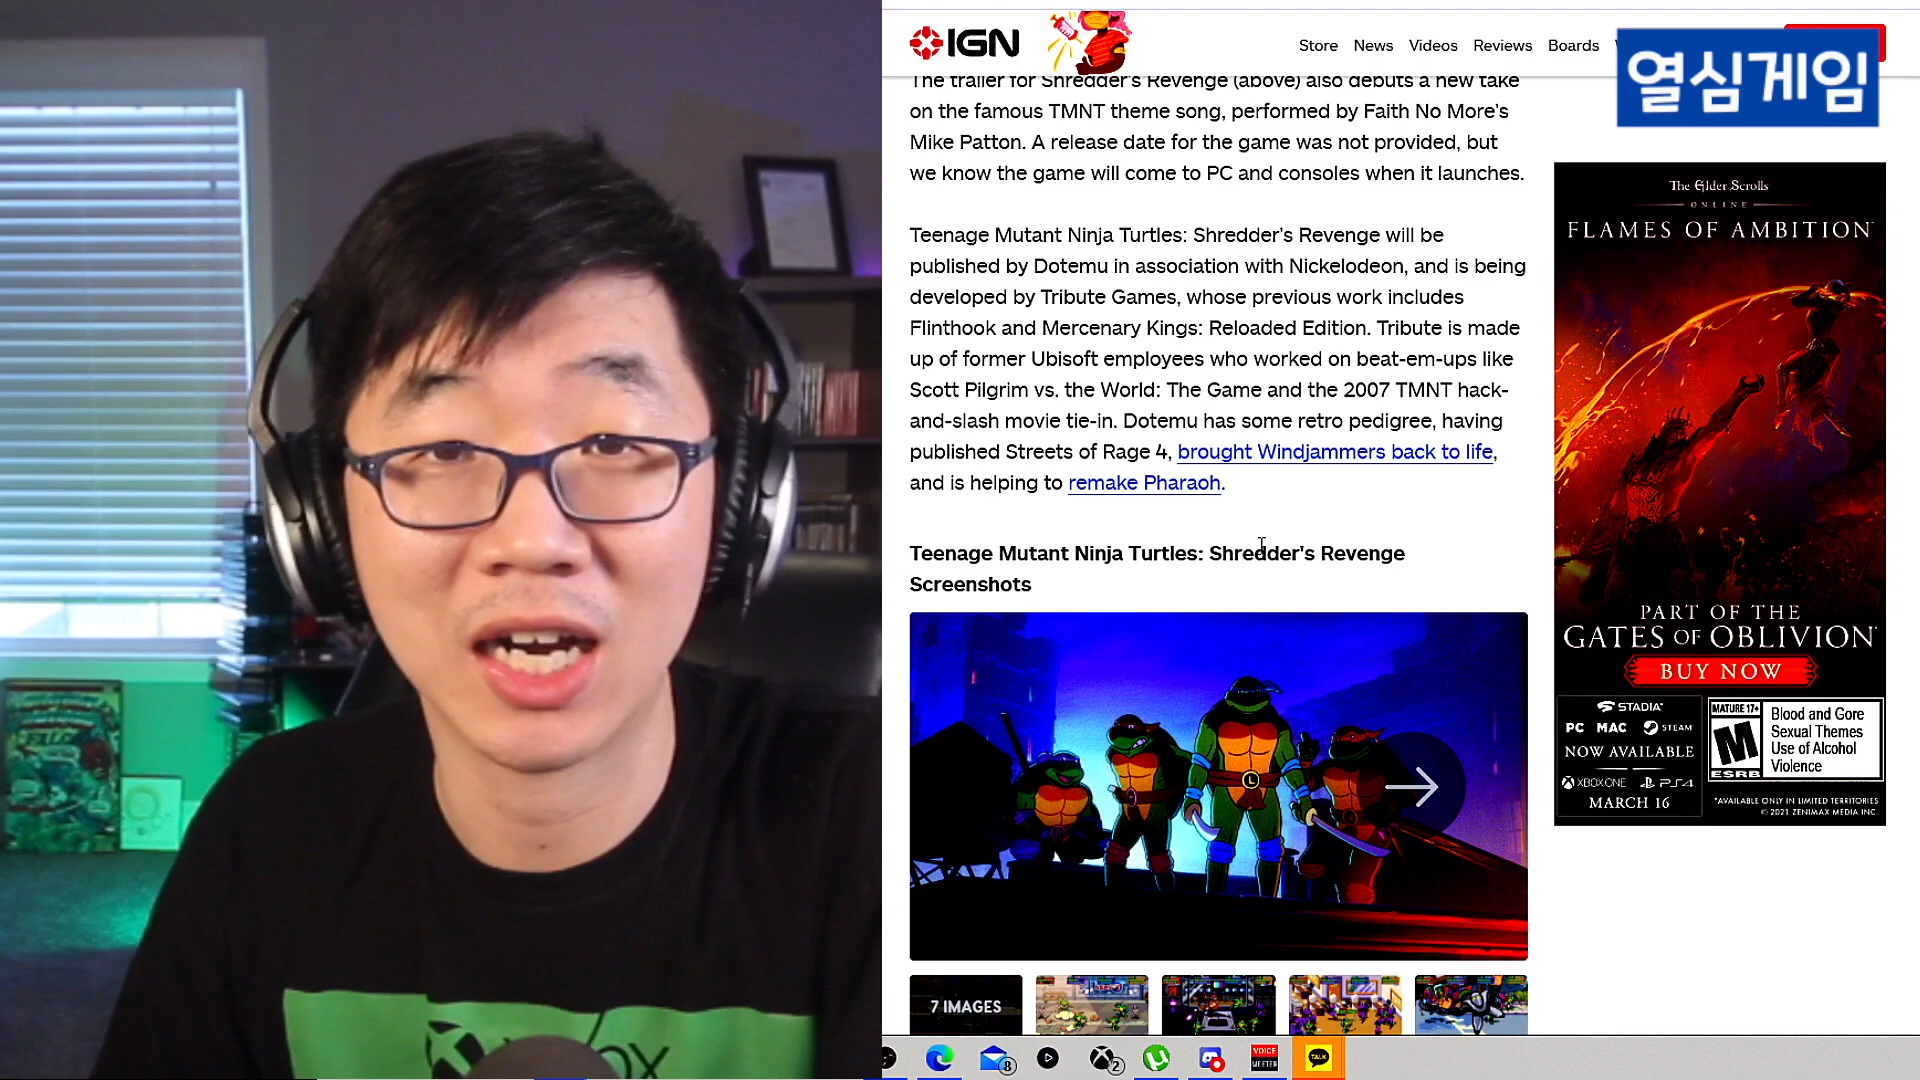 IGN
Store News Videos Reviews Boards
열심게임
The trailer for Shredder's Revenge (above) also debuts a new take
on the famous TMNT theme song, performed by Faith No More's
Mike Patton. A release date for the game was not provided, but
we know the game will come to PC and consoles when it launches.
Teenage Mutant Ninja Turtles: Shredder's Revenge will be
published by Dotemu in association with Nickelodeon, and is being
developed by Tribute Games, whose previous work includes
Flinthook and Mercenary Kings: Reloaded Edition. Tribute is made
up of former Ubisoft employees who worked on beat-em-ups like
Scott Pilgrim vs. the World: The Game and the 2007 TMNT hack-
and-slash movie tie-in. Dotemu has some retro pedigree, having
published Streets of Rage 4, brought Windjammers back to life,
and is helping to remake Pharaoh.
Teenage Mutant Ninja Turtles: Shredder's Revenge
Screenshots
L
7 IMAGES
The Elder Scrolls
ONLINE
FLAMES OF AMBITION
PART OF THE
GATES OF OBLIVION
BUY NOW
STADIA
PC MAC STEAM
NOW AVAILABLE
XBOX ONE PS4
MARCH 16
MATURE 17+
M
ESRB
Blood and Gore
Sexual Themes
Use of Alcohol
Violence
*AVAILABLE ONLY IN LIMITED TERRITORIES
© 2021 ZENIMAX MEDIA INC.
8
2
VOICE
MEETER
TALK